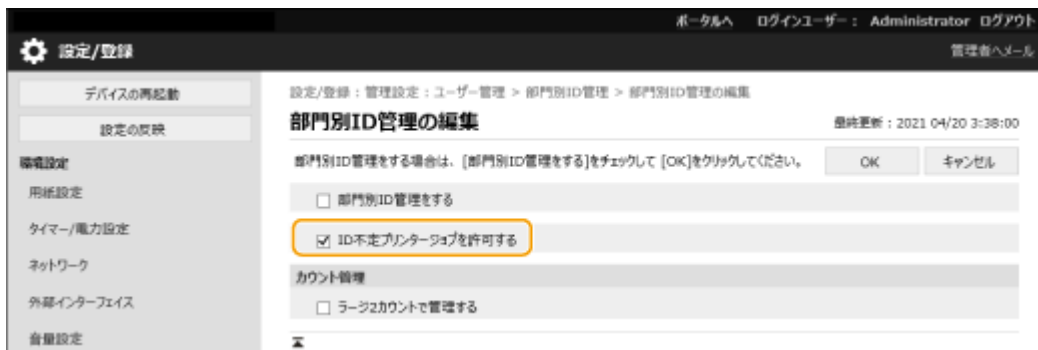 ポータルへ ログインユーザー： Administrator ログアウト
設定/登録
管理者へメール
デバイスの再起動
設定の反映
環境設定
用紙設定
タイマー/電力設定
ネットワーク
外部インターフェイス
音量設定
設定/登録 : 管理設定 : ユーザー管理 > 部門別ID管理 > 部門別ID管理の編集
部門別ID管理の編集
最終更新 : 2021 04/20 3:38:00
部門別ID管理をする場合は、[部門別ID管理をする]をチェックして [OK]をクリックしてください。
OK
キャンセル
部門別ID管理をする
ID不定プリンタージョブを許可する
カウント管理
ラージ2カウントで管理する